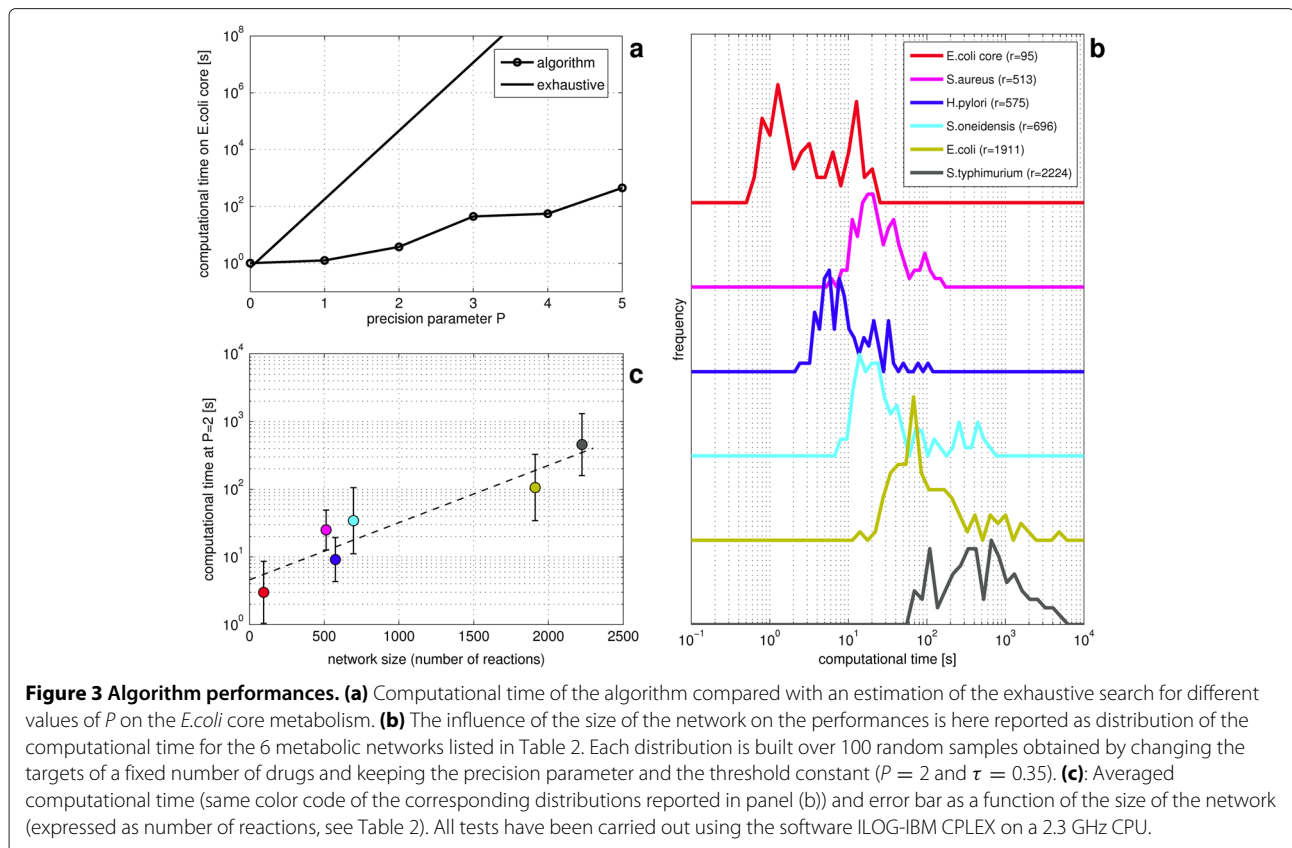 a
computational time on E.coli core [s]
10^8
10^6
10^4
10^2
10^0
0 1 2 3 4 5
precision parameter P
algorithm
exhaustive
b
frequency
E.coli core (r=95)
S.aureus (r=513)
H.pylori (r=575)
S.oneidensis (r=696)
E.coli (r=1911)
S.typhimurium (r=2224)
10^-1 10^0 10^1 10^2 10^3 10^4
computational time [s]
c
computational time at P=2 [s]
10^4
10^3
10^2
10^1
10^0
0 500 1000 1500 2000 2500
network size (number of reactions)
Figure 3 Algorithm performances. (a) Computational time of the algorithm compared with an estimation of the exhaustive search for different
values of P on the E.coli core metabolism. (b) The influence of the size of the network on the performances is here reported as distribution of the
computational time for the 6 metabolic networks listed in Table 2. Each distribution is built over 100 random samples obtained by changing the
targets of a fixed number of drugs and keeping the precision parameter and the threshold constant (P = 2 and τ = 0.35). (c): Averaged
computational time (same color code of the corresponding distributions reported in panel (b)) and error bar as a function of the size of the network
(expressed as number of reactions, see Table 2). All tests have been carried out using the software ILOG-IBM CPLEX on a 2.3 GHz CPU.